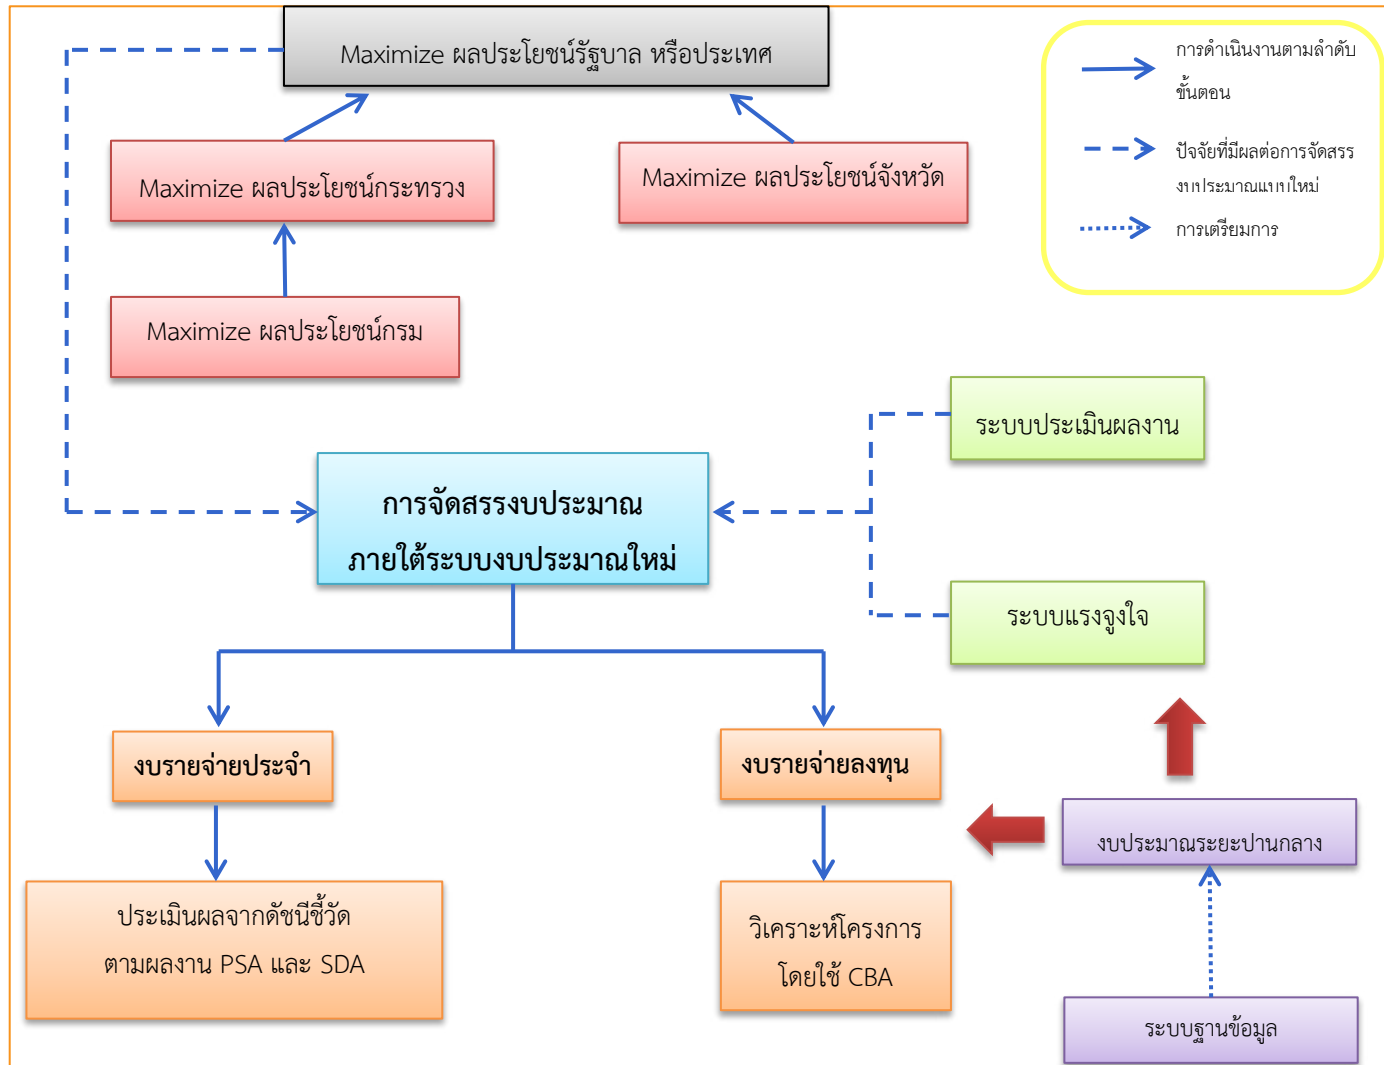 Maximize ผลประโยชน์รัฐบาล หรือประเทศ
การดำเนินงานตามลำดับ
ขั้นตอน
ปัจจัยที่มีผลต่อการจัดสรร
งบประมาณแบบใหม่
การเตรียมการ
Maximize ผลประโยชน์กระทรวง
Maximize ผลประโยชน์จังหวัด
Maximize ผลประโยชน์กรม
ระบบประเมินผลงาน
การจัดสรรงบประมาณ
ภายใต้ระบบงบประมาณใหม่
ระบบแรงจูงใจ
งบรายจ่ายประจำ
งบรายจ่ายลงทุน
งบประมาณระยะปานกลาง
ประเมินผลจากดัชนีชี้วัด
ตามผลงาน PSA และ SDA
วิเคราะห์โครงการ
โดยใช้ CBA
ระบบฐานข้อมูล